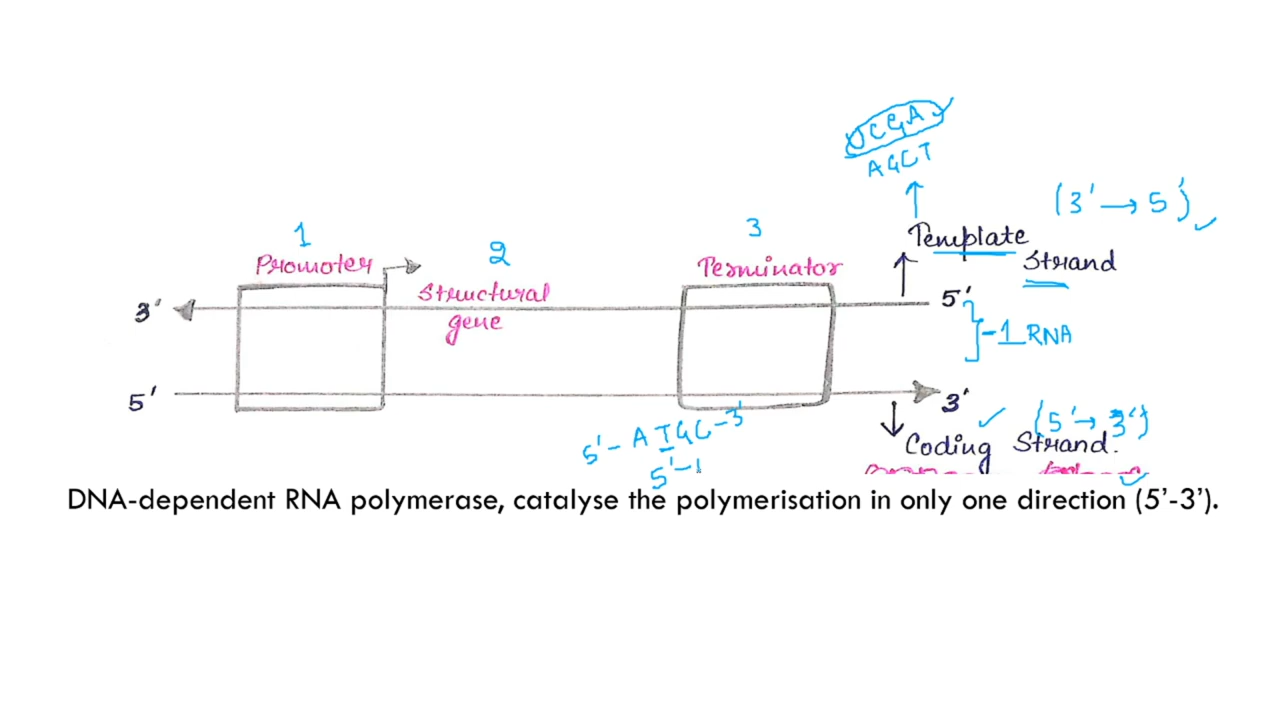 UCGA
AGCT
(3' → 5')
1
2
3
Promoter
Structural
gene
Terminator
Template
Strand
3'
5'
-1 RNA
5'
3'
(5' → 3')
Coding Strand.
5'- ATGC-3'
5'-
DNA-dependent RNA polymerase, catalyse the polymerisation in only one direction (5'-3').